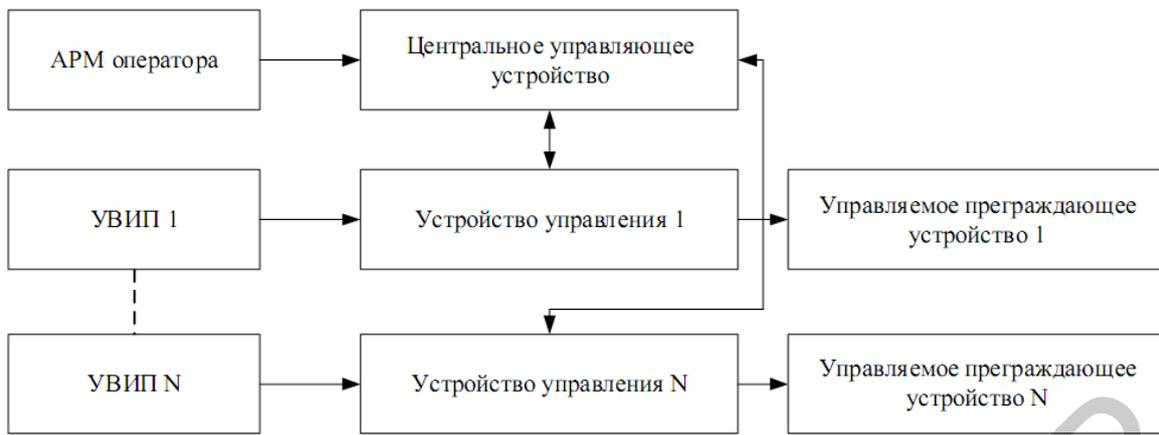 АРМ оператора
Центральное управляющее
устройство
УВИП 1
Устройство управления 1
Управляемое преграждающее
устройство 1
УВИП N
Устройство управления N
Управляемое преграждающее
устройство N